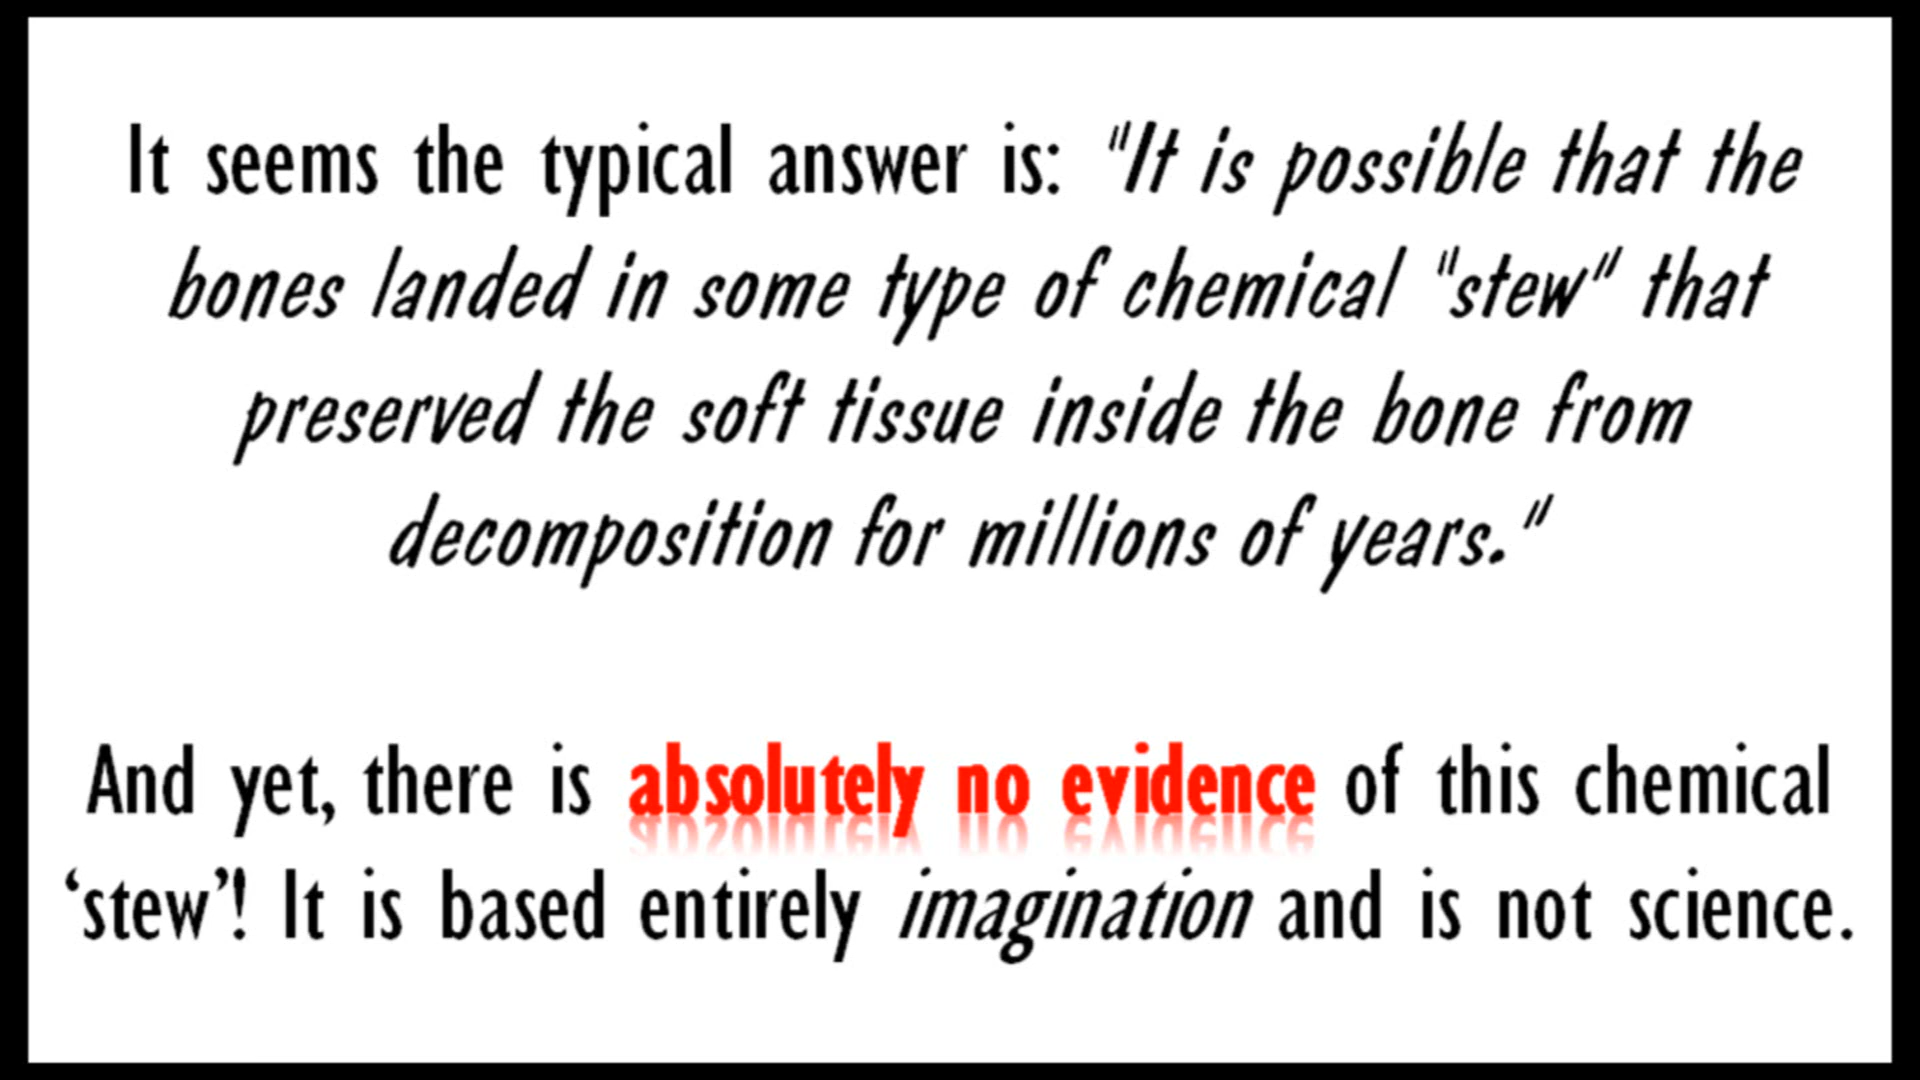 It seems the typical answer is: "It is possible that the
bones landed in some type of chemical "stew" that
preserved the soft tissue inside the bone from
decomposition for millions of years."
And yet, there is absolutely no evidence of this chemical
‘stew’! It is based entirely imagination and is not science.